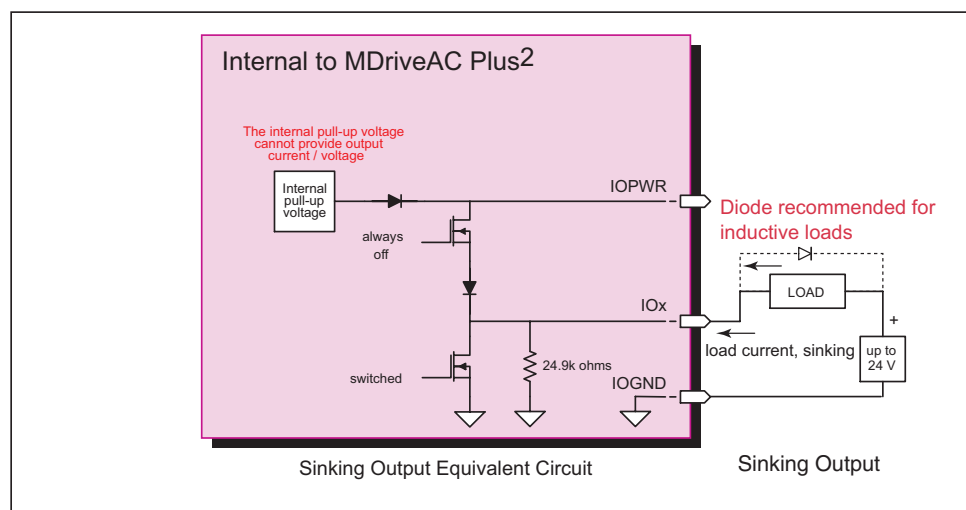 Internal to MDriveAC Plus2
The internal pull-up voltage
cannot provide output
current / voltage
Internal
pull-up
voltage
IOPWR
always
off
Diode recommended for
inductive loads
LOAD
IOx
+
load current, sinking
up to
24 V
switched
24.9k ohms
IOGND
Sinking Output Equivalent Circuit
Sinking Output